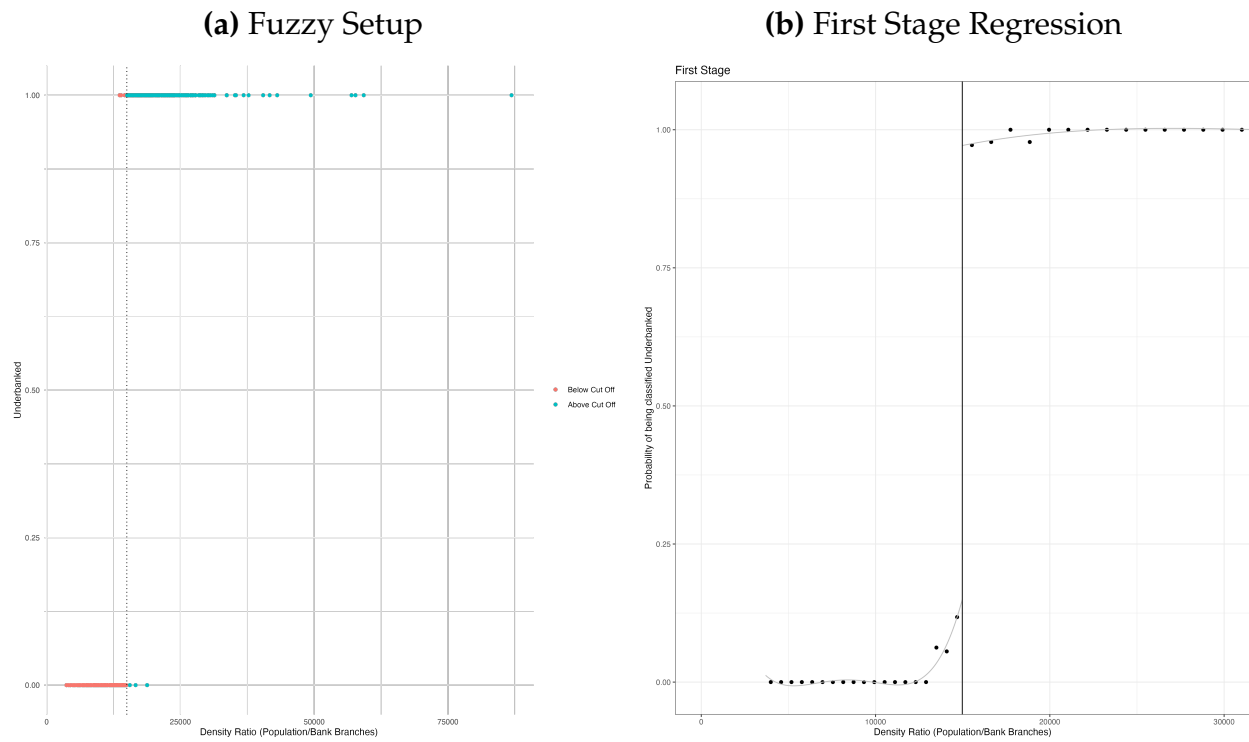 (a) Fuzzy Setup
1.00
0.75
0.50
0.25
0.00
Underbanked
0 25000 50000 75000
Density Ratio (Population/Bank Branches)
Below Cut Off
Above Cut Off
(b) First Stage Regression
First Stage
1.00
0.75
0.50
0.25
0.00
Probability of being classified Underbanked
0 10000 20000 30000
Density Ratio (Population/Bank Branches)